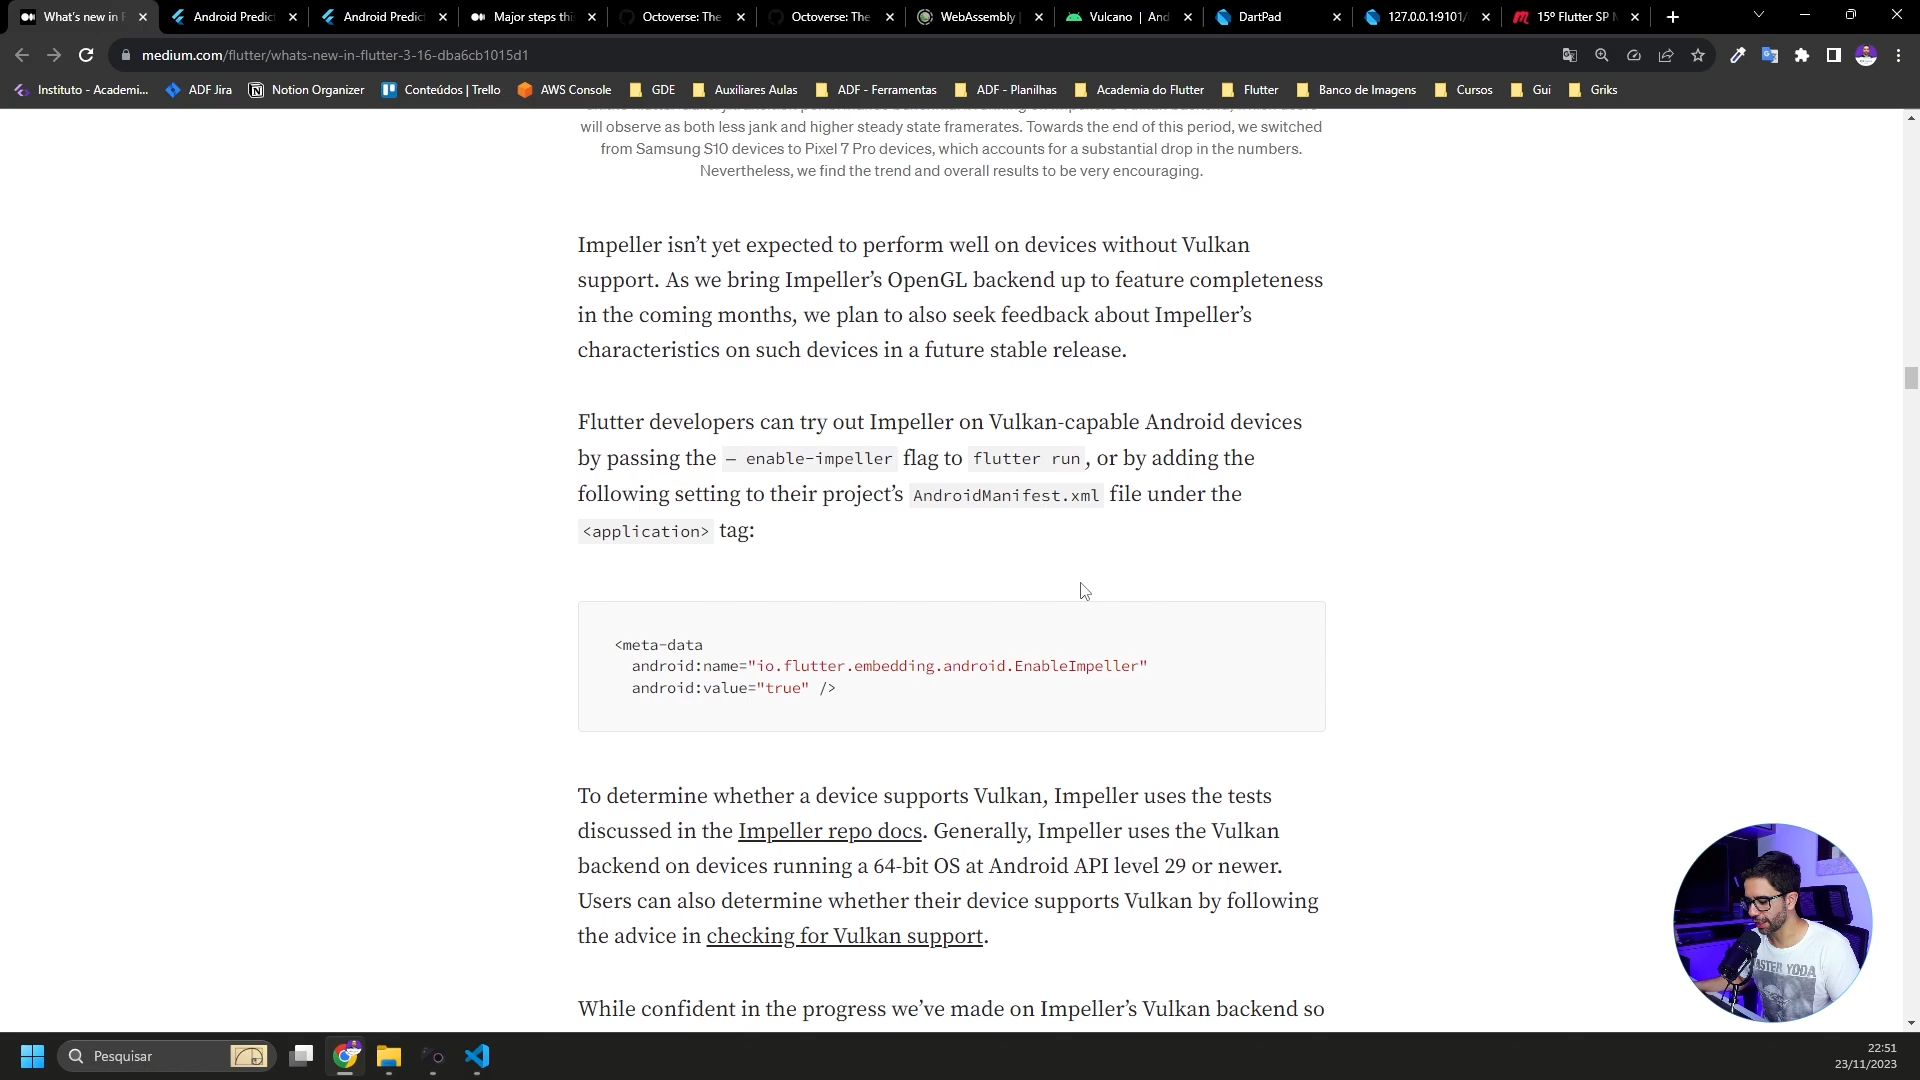 What's new in F
Android Predic
Android Predic
Major steps thi
Octoverse: The
Octoverse: The
WebAssembly
Vulcano | And
DartPad
127.0.0.1:9101/
15º Flutter SP M
medium.com/flutter/whats-new-in-flutter-3-16-dba6cb1015d1
Instituto - Academi...
ADF Jira
Notion Organizer
Conteúdos | Trello
AWS Console
GDE
Auxiliares Aulas
ADF - Ferramentas
ADF - Planilhas
Academia do Flutter
Flutter
Banco de Imagens
Cursos
Gui
Griks
will observe as both less jank and higher steady state framerates. Towards the end of this period, we switched
from Samsung S10 devices to Pixel 7 Pro devices, which accounts for a substantial drop in the numbers.
Nevertheless, we find the trend and overall results to be very encouraging.
Impeller isn’t yet expected to perform well on devices without Vulkan
support. As we bring Impeller’s OpenGL backend up to feature completeness
in the coming months, we plan to also seek feedback about Impeller’s
characteristics on such devices in a future stable release.
Flutter developers can try out Impeller on Vulkan-capable Android devices
by passing the — enable-impeller flag to flutter run, or by adding the
following setting to their project’s AndroidManifest.xml file under the
<application> tag:
<meta-data
android:name="io.flutter.embedding.android.EnableImpeller"
android:value="true" />
To determine whether a device supports Vulkan, Impeller uses the tests
discussed in the Impeller repo docs. Generally, Impeller uses the Vulkan
backend on devices running a 64-bit OS at Android API level 29 or newer.
Users can also determine whether their device supports Vulkan by following
the advice in checking for Vulkan support.
While confident in the progress we’ve made on Impeller’s Vulkan backend so
MASTER YODA
Pesquisar
22:51
23/11/2023